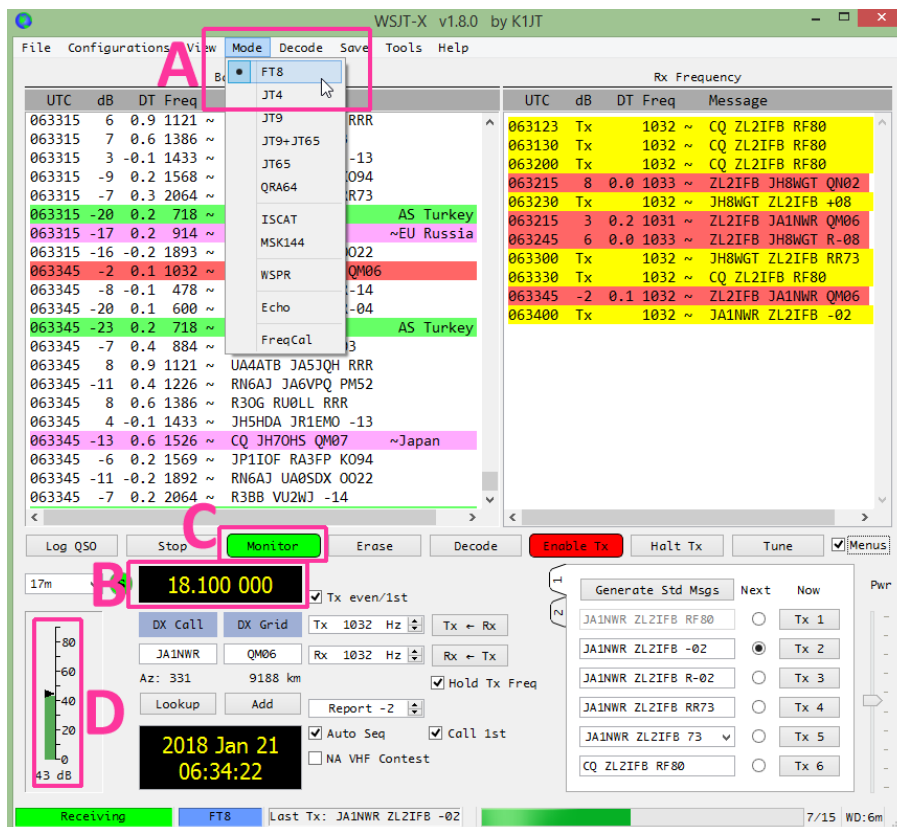 WSJT-X v1.8.0 by K1JT
File Configurations View Mode Decode Save Tools Help
A
FT8
JT4
JT9
JT9+JT65
JT65
QRA64
ISCAT
MSK144
WSPR
Echo
FreqCal
UTC dB DT Freq
063315 6 0.9 1121 ~ RRR
063315 7 0.6 1386 ~
063315 3 -0.1 1433 ~ -13
063315 -9 0.2 1568 ~ KO94
063315 -7 0.3 2064 ~ RR73
063315 -20 0.2 718 ~ AS Turkey
063315 -17 0.2 914 ~ ~EU Russia
063315 -16 -0.2 1893 ~ OO22
063345 -2 0.1 1032 ~ QM06
063345 -8 -0.1 478 ~ -14
063345 -20 0.1 600 ~ -04
063345 -23 0.2 718 ~ AS Turkey
063345 -7 0.4 884 ~
063345 8 0.9 1121 ~ UA4ATB JA5JQH RRR
063345 -11 0.4 1226 ~ RN6AJ JA6VPQ PM52
063345 8 0.6 1386 ~ R3OG RU0LL RRR
063345 4 -0.1 1433 ~ JH5HDA JR1EMO -13
063345 -13 0.6 1526 ~ CQ JH7OHS QM07 ~Japan
063345 -6 0.2 1569 ~ JP1IOF RA3FP KO94
063345 -11 -0.2 1892 ~ RN6AJ UA0SDX OO22
063345 -7 0.2 2064 ~ R3BB VU2WJ -14
Rx Frequency
UTC dB DT Freq Message
063123 Tx 1032 ~ CQ ZL2IFB RF80
063130 Tx 1032 ~ CQ ZL2IFB RF80
063200 Tx 1032 ~ CQ ZL2IFB RF80
063215 8 0.0 1033 ~ ZL2IFB JH8WGT QN02
063230 Tx 1032 ~ JH8WGT ZL2IFB +08
063215 3 0.2 1031 ~ ZL2IFB JA1NWR QM06
063245 6 0.0 1033 ~ ZL2IFB JH8WGT R-08
063300 Tx 1032 ~ JH8WGT ZL2IFB RR73
063330 Tx 1032 ~ CQ ZL2IFB RF80
063345 -2 0.1 1032 ~ ZL2IFB JA1NWR QM06
063400 Tx 1032 ~ JA1NWR ZL2IFB -02
C
Log QSO Stop Monitor Erase Decode Enable Tx Halt Tx Tune Menus
17m B 18.100 000
Tx even/1st
DX Call DX Grid Tx 1032 Hz Tx ← Rx
JA1NWR QM06 Rx 1032 Hz Rx ← Tx
Az: 331 9188 km Hold Tx Freq
Lookup Add Report -2
Auto Seq Call 1st
NA VHF Contest
2018 Jan 21
06:34:22
D
80
60
40
20
0
43 dB
1
2
Generate Std Msgs Next Now Pwr
JA1NWR ZL2IFB RF80 Tx 1
JA1NWR ZL2IFB -02 Tx 2
JA1NWR ZL2IFB R-02 Tx 3
JA1NWR ZL2IFB RR73 Tx 4
JA1NWR ZL2IFB 73 Tx 5
CQ ZL2IFB RF80 Tx 6
Receiving FT8 Last Tx: JA1NWR ZL2IFB -02 7/15 WD:6m